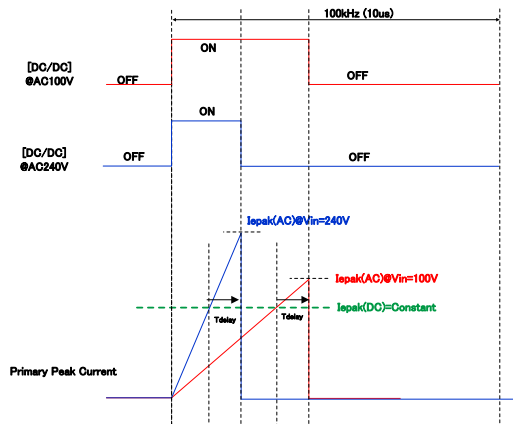 100kHz (10us)
[DC/DC]
@AC100V
OFF
ON
OFF
[DC/DC]
@AC240V
OFF
ON
OFF
Iepak(AC)@Vin=240V
Iepak(AC)@Vin=100V
Iepak(DC)=Constant
Tdelay
Tdelay
Primary Peak Current